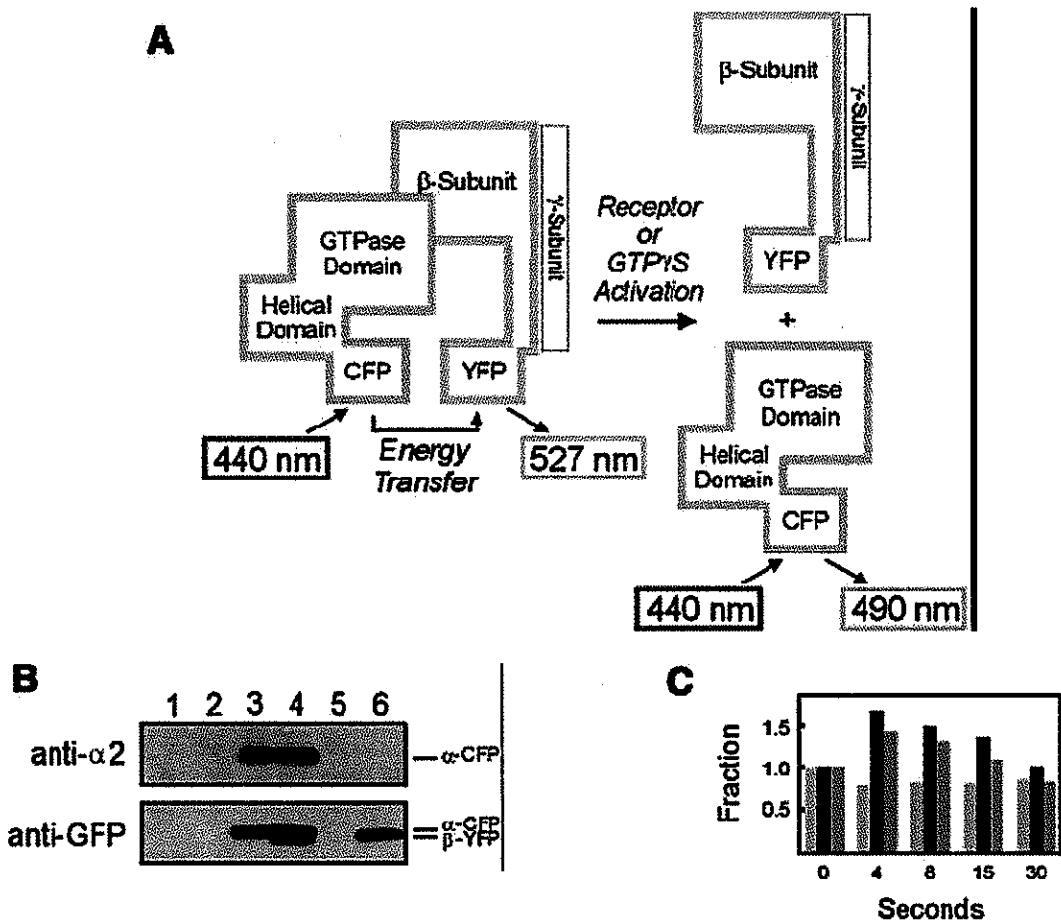 A
β-Subunit
γ-Subunit
GTPase
Domain
Helical
Domain
CFP
YFP
440 nm
Energy
Transfer
527 nm
Receptor
or
GTPγS
Activation
β-Subunit
γ-Subunit
YFP
+
GTPase
Domain
Helical
Domain
CFP
440 nm
490 nm
B
1 2 3 4 5 6
anti-α2
α-CFP
anti-GFP
α-CFP
β-YFP
C
Fraction
1.5
1.0
0.5
0 4 8 15 30
Seconds